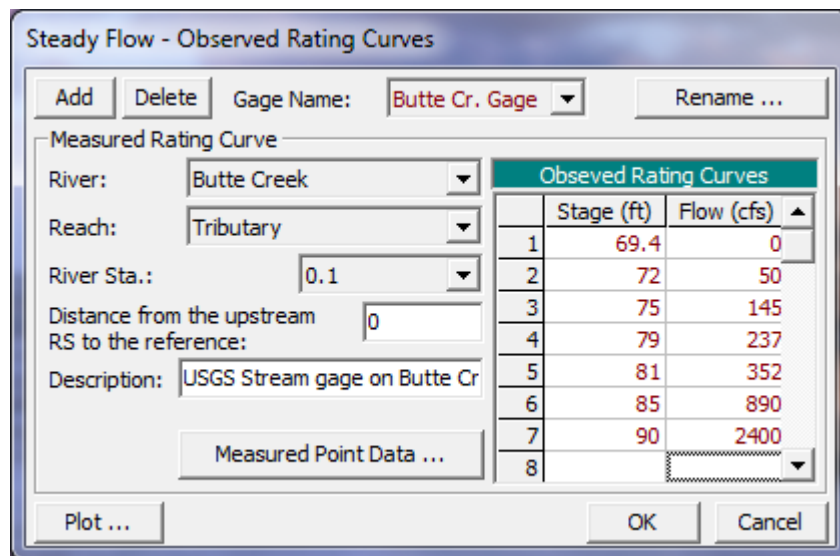 Steady Flow - Observed Rating Curves
Add Delete Gage Name: Butte Cr. Gage Rename ...
Measured Rating Curve
River: Butte Creek
Reach: Tributary
River Sta.: 0.1
Distance from the upstream
RS to the reference: 0
Description: USGS Stream gage on Butte Cr
Measured Point Data ...
Obseved Rating Curves
Stage (ft) Flow (cfs)
1 69.4 0
2 72 50
3 75 145
4 79 237
5 81 352
6 85 890
7 90 2400
8
Plot ... OK Cancel